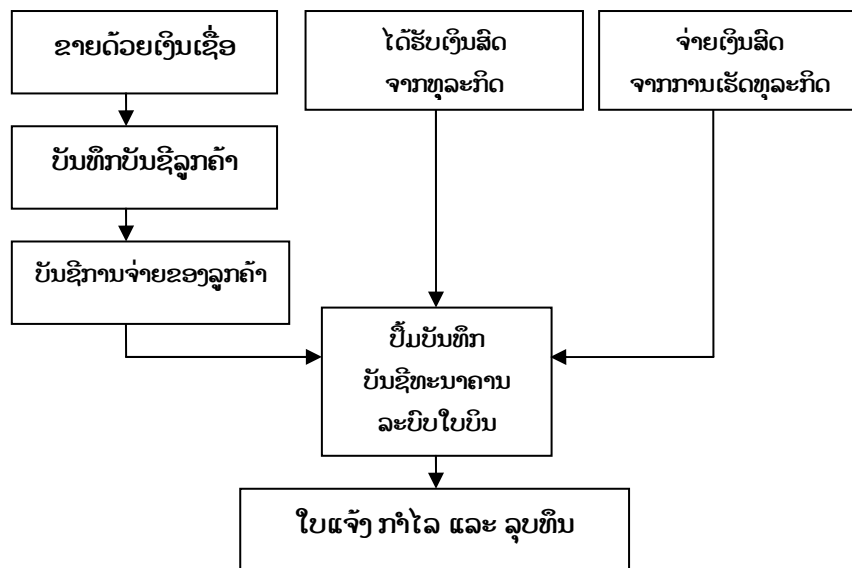 ຂາຍດ້ວຍເງິນເຊື່ອ
ໄດ້ຮັບເງິນສົດ
ຈາກທຸລະກິດ
ຈ່າຍເງິນສົດ
ຈາກການເຮັດທຸລະກິດ
ບັນທຶກບັນຊີລູກຄ້າ
ບັນຊີການຈ່າຍຂອງລູກຄ້າ
ປື້ມບັນທຶກ
ບັນຊີທະນາຄານ
ລະບົບໃບບິນ
ໃບແຈ້ງ ກຳໄລ ແລະ ລຸບທຶນ